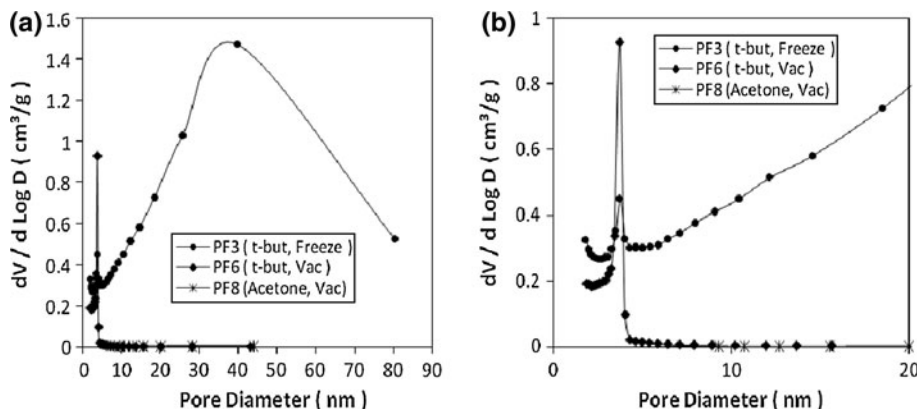 (a)
1.6
1.4
1.2
1
0.8
0.6
0.4
0.2
0
dV / d Log D ( cm³/g )
PF3 ( t-but, Freeze )
PF6 ( t-but, Vac )
PF8 (Acetone, Vac)
0 10 20 30 40 50 60 70 80 90
Pore Diameter ( nm )
(b)
1
0.8
0.6
0.4
0.2
0
dV / d Log D ( cm³/g )
PF3 (t-but, Freeze )
PF6 (t-but, Vac )
PF8 (Acetone, Vac)
0 10 20
Pore Diameter ( nm )